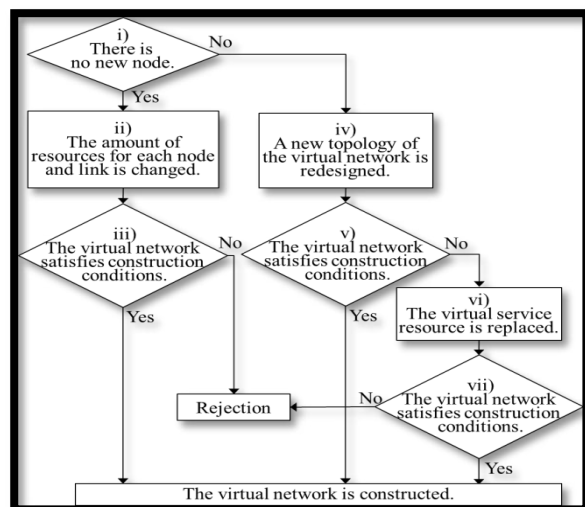 i)
There is
no new node.
No
Yes
ii)
The amount of
resources for each node
and link is changed.
iv)
A new topology of
the virtual network is
redesigned.
iii)
The virtual network
satisfies construction
conditions.
No
Yes
v)
The virtual network
satisfies construction
conditions.
No
Yes
vi)
The virtual service
resource is replaced.
vii)
The virtual network
satisfies construction
conditions.
No
Yes
Rejection
The virtual network is constructed.